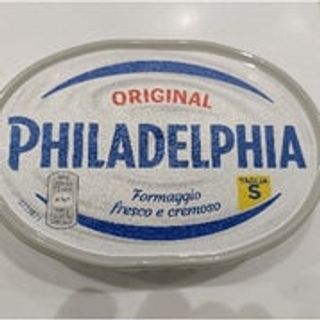 ORIGINAL
PHILADELPHIA
Formaggio
fresco e cremoso
TAGLIA
S